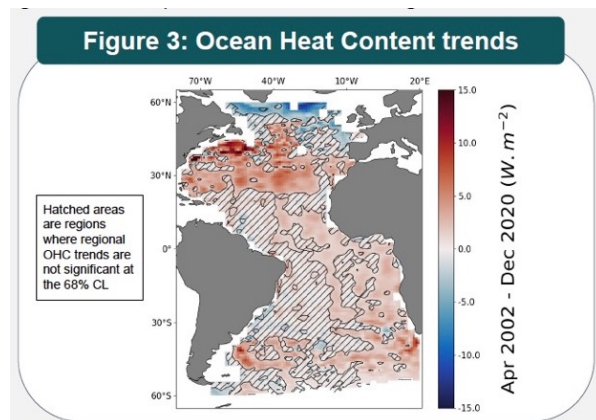 Figure 3: Ocean Heat Content trends
70°W 40°W 10°W 20°E
60°N
30°N
0°
30°S
60°S
Hatched areas
are regions
where regional
OHC trends are
not significant at
the 68% CL
15.0
10.0
5.0
0.0
-5.0
-10.0
-15.0
Apr 2002 - Dec 2020 (W.m⁻²)